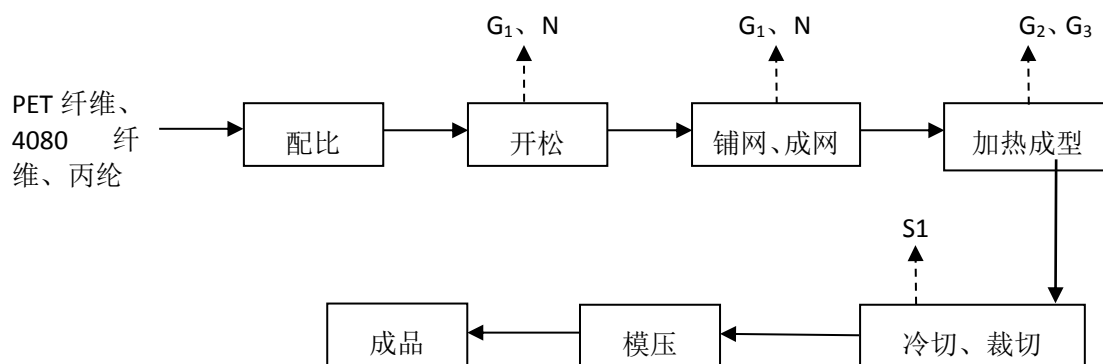 G₁、N
G₁、N
G₂、G₃
PET 纤维、
4080 纤
维、丙纶
配比
开松
铺网、成网
加热成型
S1
成品
模压
冷切、裁切